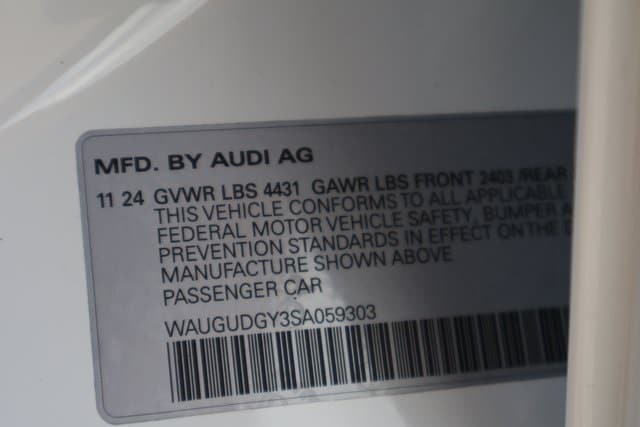 MFD. BY AUDI AG
11 24 GVWR LBS 4431 GAWR LBS FRONT 2403 /REAR
THIS VEHICLE CONFORMS TO ALL APPLICABLE
FEDERAL MOTOR VEHICLE SAFETY, BUMPER A
PREVENTION STANDARDS IN EFFECT ON THE D
MANUFACTURE SHOWN ABOVE
PASSENGER CAR
WAUGUDGY3SA059303